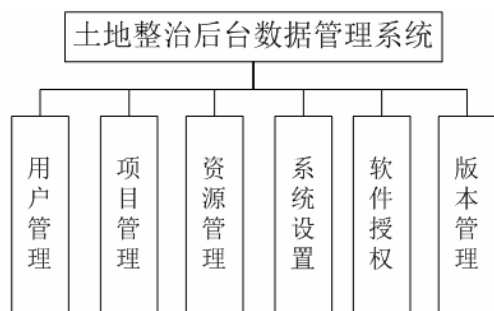 土地整治后台数据管理系统
用户管理
项目管理
资源管理
系统设置
软件授权
版本管理